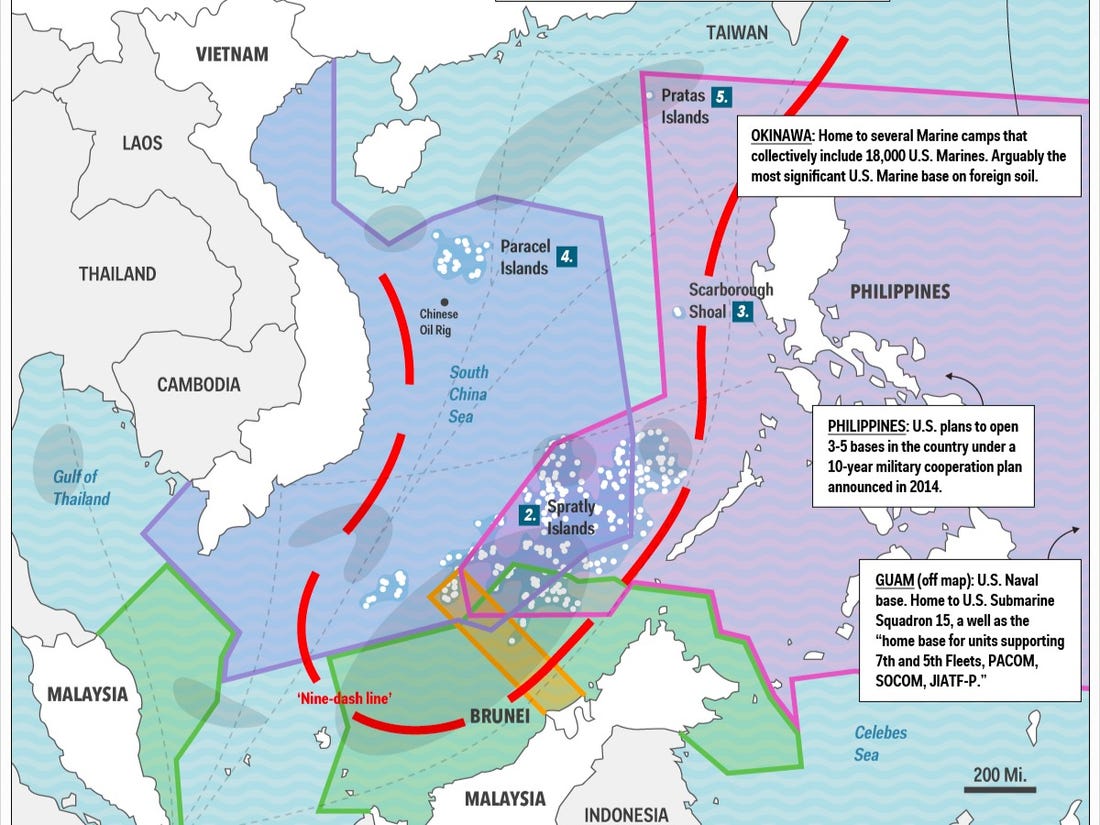 VIETNAM
TAIWAN
LAOS
Pratas
Islands
5.
OKINAWA: Home to several Marine camps that
collectively include 18,000 U.S. Marines. Arguably the
most significant U.S. Marine base on foreign soil.
THAILAND
Paracel
Islands
4.
Chinese
Oil Rig
Scarborough
Shoal
3.
PHILIPPINES
CAMBODIA
South
China
Sea
PHILIPPINES: U.S. plans to open
3-5 bases in the country under a
10-year military cooperation plan
announced in 2014.
Gulf of
Thailand
2.
Spratly
Islands
GUAM (off map): U.S. Naval
base. Home to U.S. Submarine
Squadron 15, a well as the
“home base for units supporting
7th and 5th Fleets, PACOM,
SOCOM, JIATF-P.”
MALAYSIA
‘Nine-dash line’
BRUNEI
Celebes
Sea
200 Mi.
MALAYSIA
INDONESIA